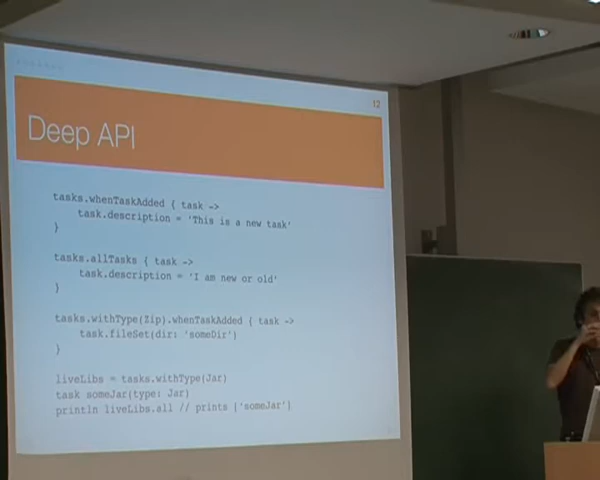 12
Deep API
tasks.whenTaskAdded { task ->
task.description = 'This is a new task'
}
tasks.allTasks { task ->
task.description = 'I am new or old'
}
tasks.withType(Zip).whenTaskAdded { task ->
task.fileSet(dir: 'someDir')
}
liveLibs = tasks.withType(Jar)
task someJar(type: Jar)
println liveLibs.all // prints ['someJar']